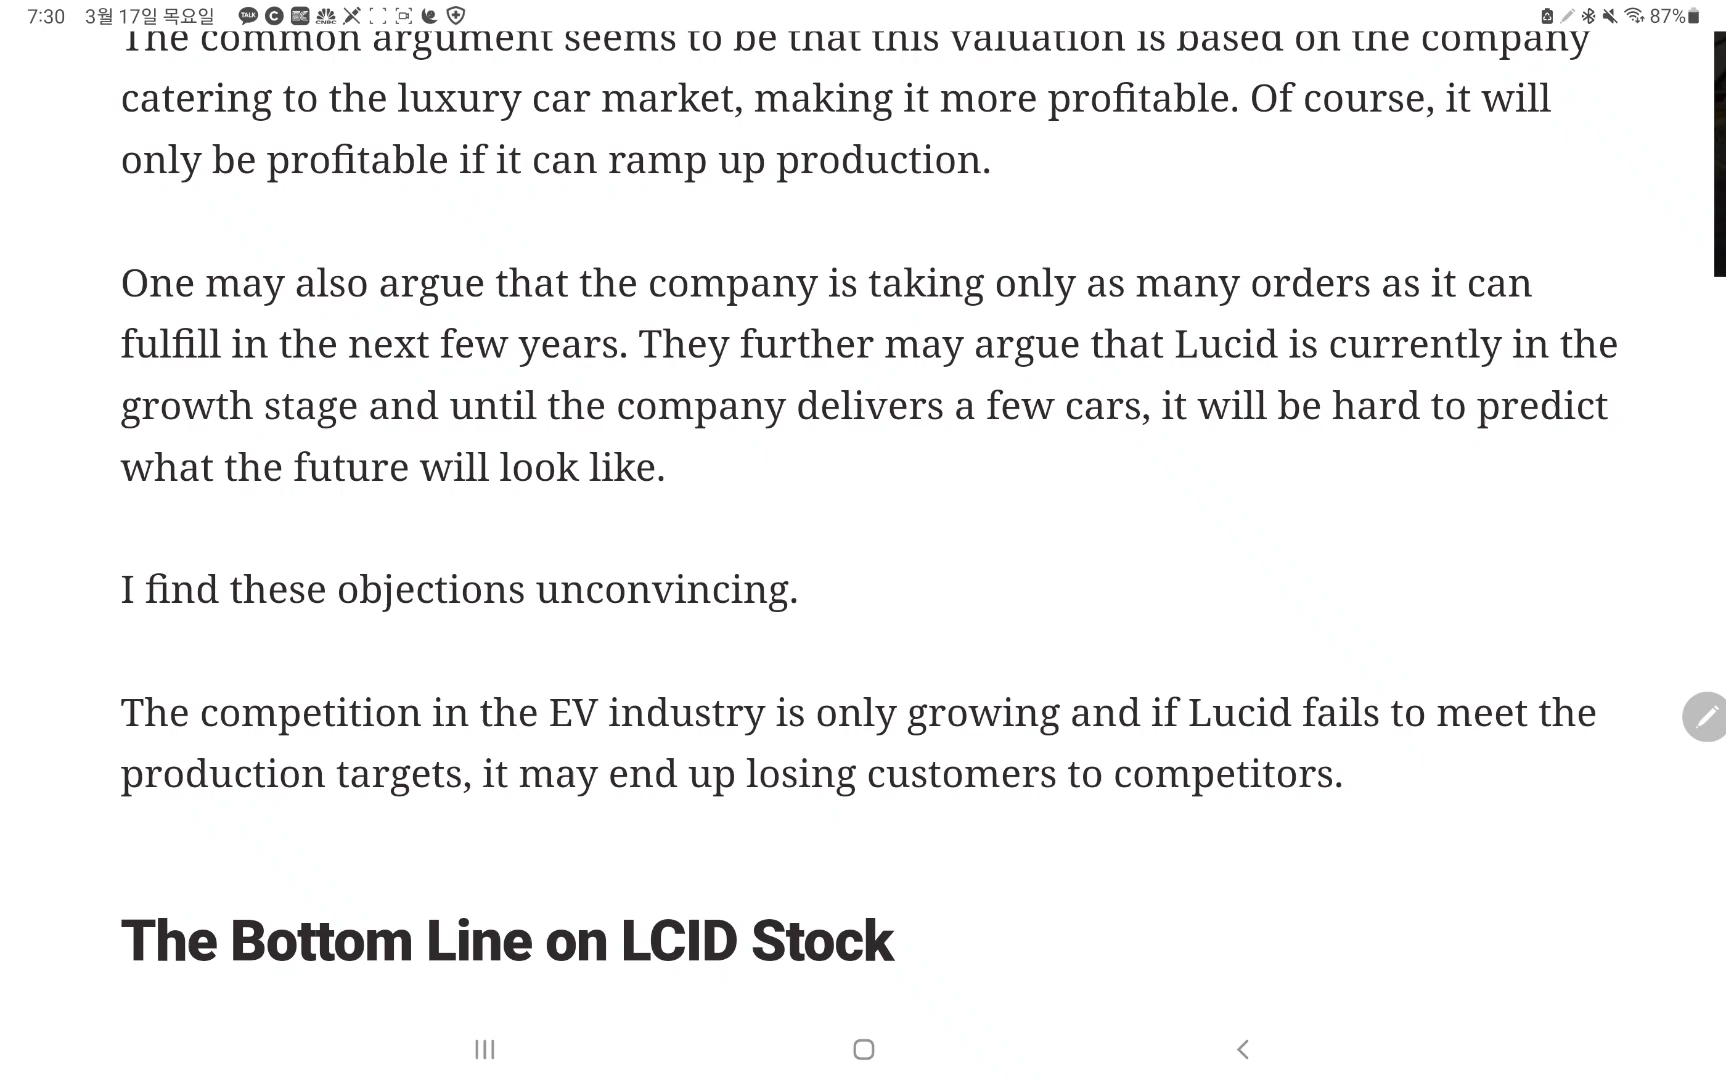 7:30 3월 17일 목요일 TALK C CNBC 87%
The common argument seems to be that this valuation is based on the company
catering to the luxury car market, making it more profitable. Of course, it will
only be profitable if it can ramp up production.
One may also argue that the company is taking only as many orders as it can
fulfill in the next few years. They further may argue that Lucid is currently in the
growth stage and until the company delivers a few cars, it will be hard to predict
what the future will look like.
I find these objections unconvincing.
The competition in the EV industry is only growing and if Lucid fails to meet the
production targets, it may end up losing customers to competitors.
The Bottom Line on LCID Stock